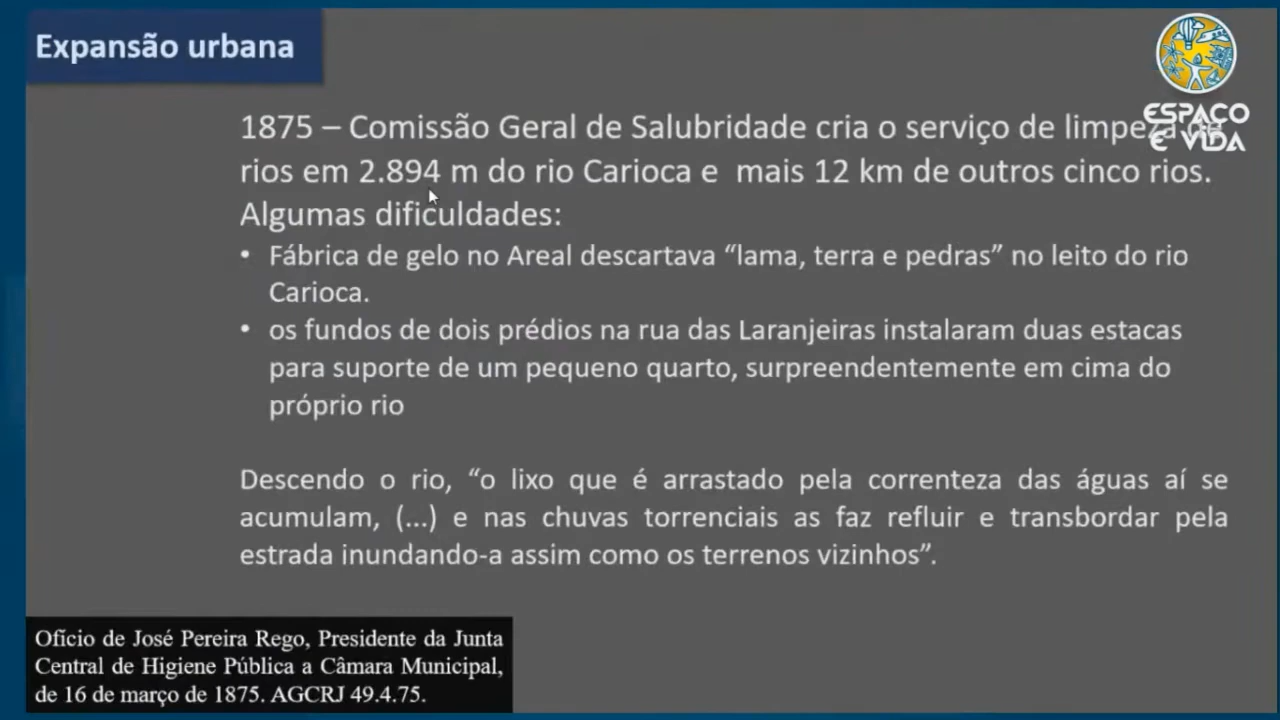 Expansão urbana
ESPAÇO
E VIDA
1875 – Comissão Geral de Salubridade cria o serviço de limpeza de
rios em 2.894 m do rio Carioca e mais 12 km de outros cinco rios.
Algumas dificuldades:
• Fábrica de gelo no Areal descartava “lama, terra e pedras” no leito do rio
Carioca.
• os fundos de dois prédios na rua das Laranjeiras instalaram duas estacas
para suporte de um pequeno quarto, surpreendentemente em cima do
próprio rio
Descendo o rio, “o lixo que é arrastado pela correnteza das águas aí se
acumulam, (...) e nas chuvas torrenciais as faz refluir e transbordar pela
estrada inundando-a assim como os terrenos vizinhos”.
Ofício de José Pereira Rego, Presidente da Junta
Central de Higiene Pública a Câmara Municipal,
de 16 de março de 1875. AGCRJ 49.4.75.